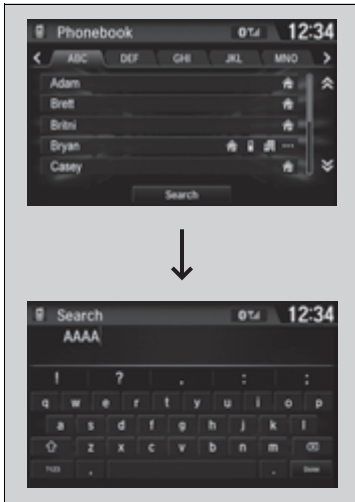 Phonebook 12:34
ABC DEF GHI JKL MNO
Adam
Brett
Britni
Bryan
Casey
Search
Search 12:34
AAAA
! ? . : ;
q w e r t y u i o p
a s d f g h j k l
z x c v b n m
Done